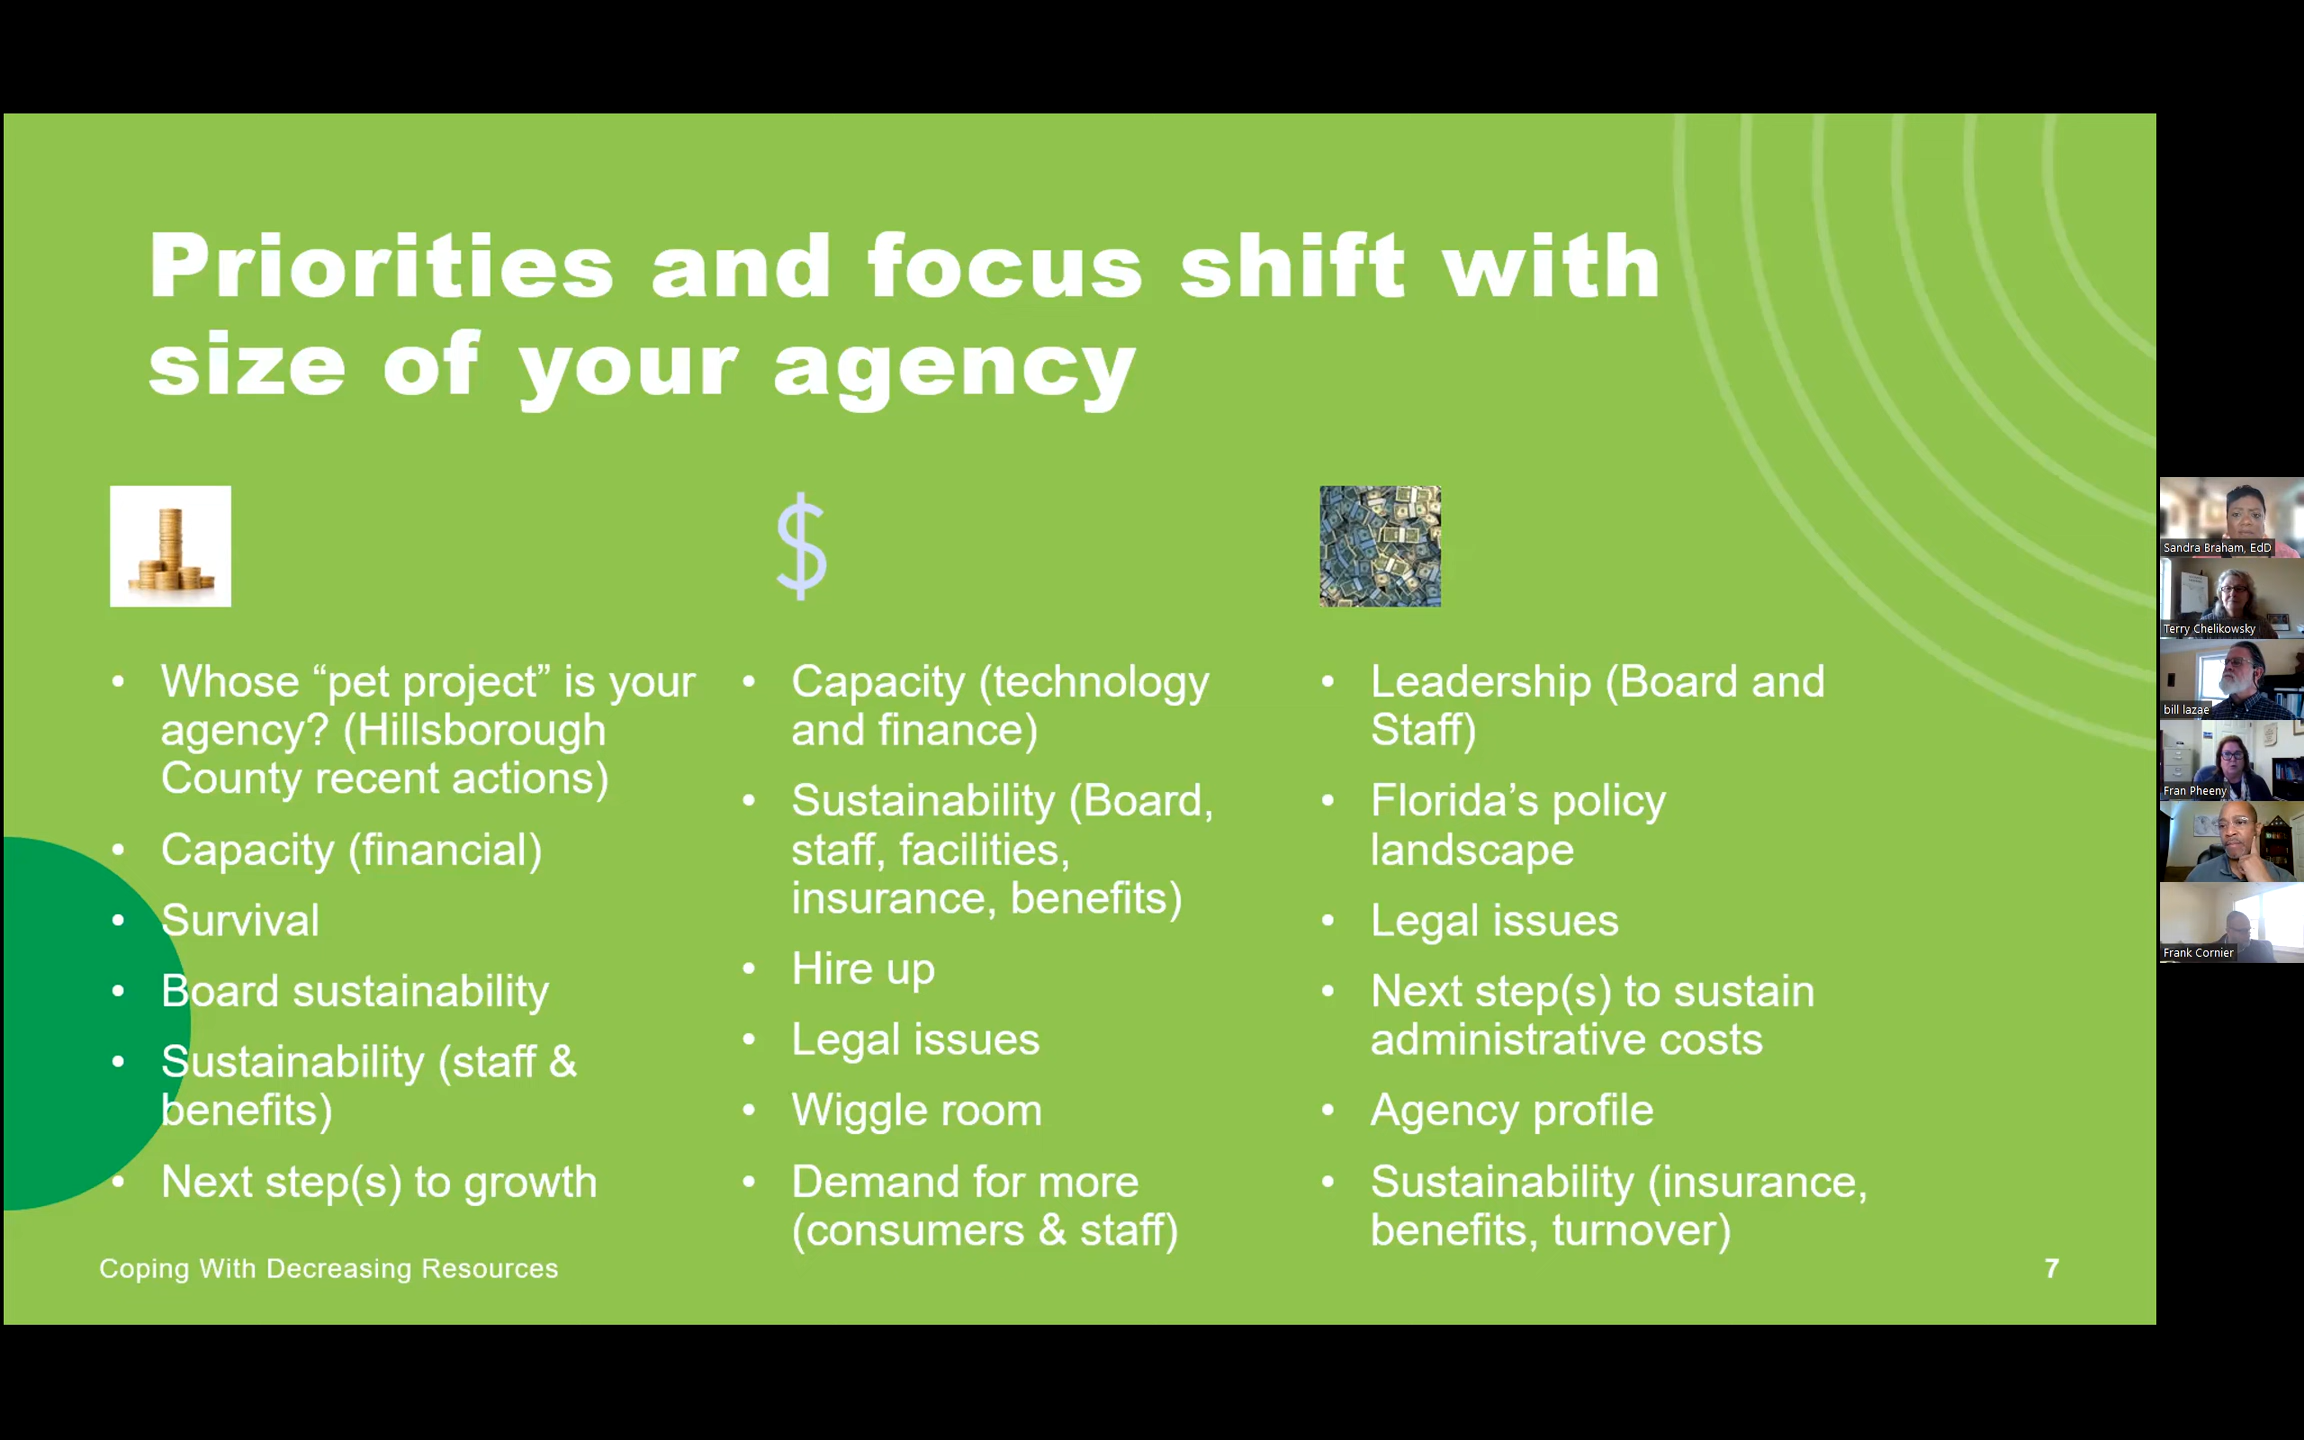 Priorities and focus shift with
size of your agency
• Whose “pet project” is your
agency? (Hillsborough
County recent actions)
• Capacity (financial)
• Survival
• Board sustainability
• Sustainability (staff &
benefits)
• Next step(s) to growth
$
• Capacity (technology
and finance)
• Sustainability (Board,
staff, facilities,
insurance, benefits)
• Hire up
• Legal issues
• Wiggle room
• Demand for more
(consumers & staff)
• Leadership (Board and
Staff)
• Florida’s policy
landscape
• Legal issues
• Next step(s) to sustain
administrative costs
• Agency profile
• Sustainability (insurance,
benefits, turnover)
Coping With Decreasing Resources
7
Sandra Braham, EdD
Terry Chelikowsky
bill lazae
Fran Pheeny
Frank Cornier